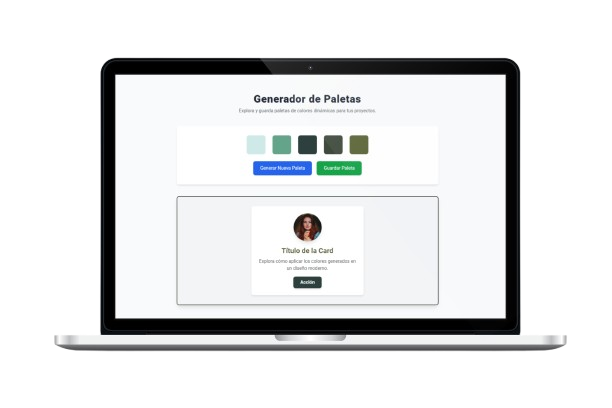 Generador de Paletas
Explora y guarda paletas de colores dinámicas para tus proyectos.
Generar Nueva Paleta
Guardar Paleta
Título de la Card
Explora cómo aplicar los colores generados en
un diseño moderno.
Acción